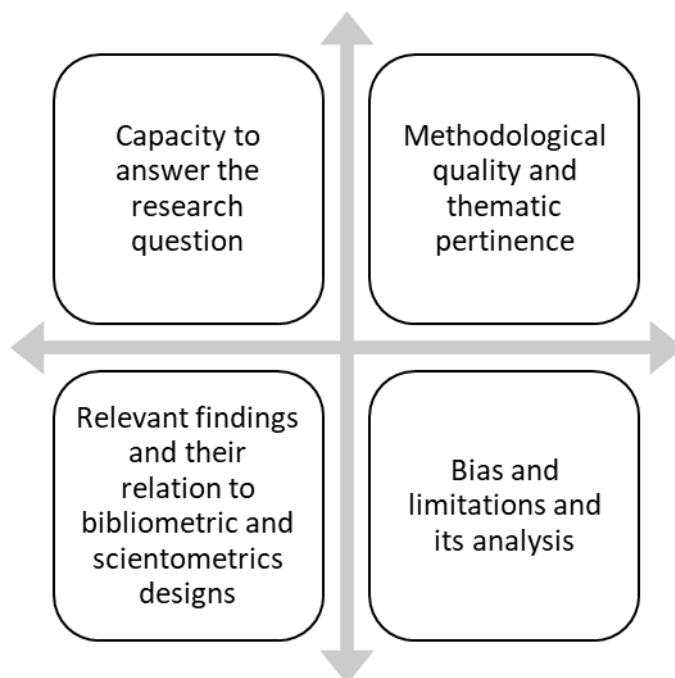 Capacity to
answer the
research
question
Methodological
quality and
thematic
pertinence
Relevant findings
and their
relation to
bibliometric and
scientometrics
designs
Bias and
limitations and
its analysis